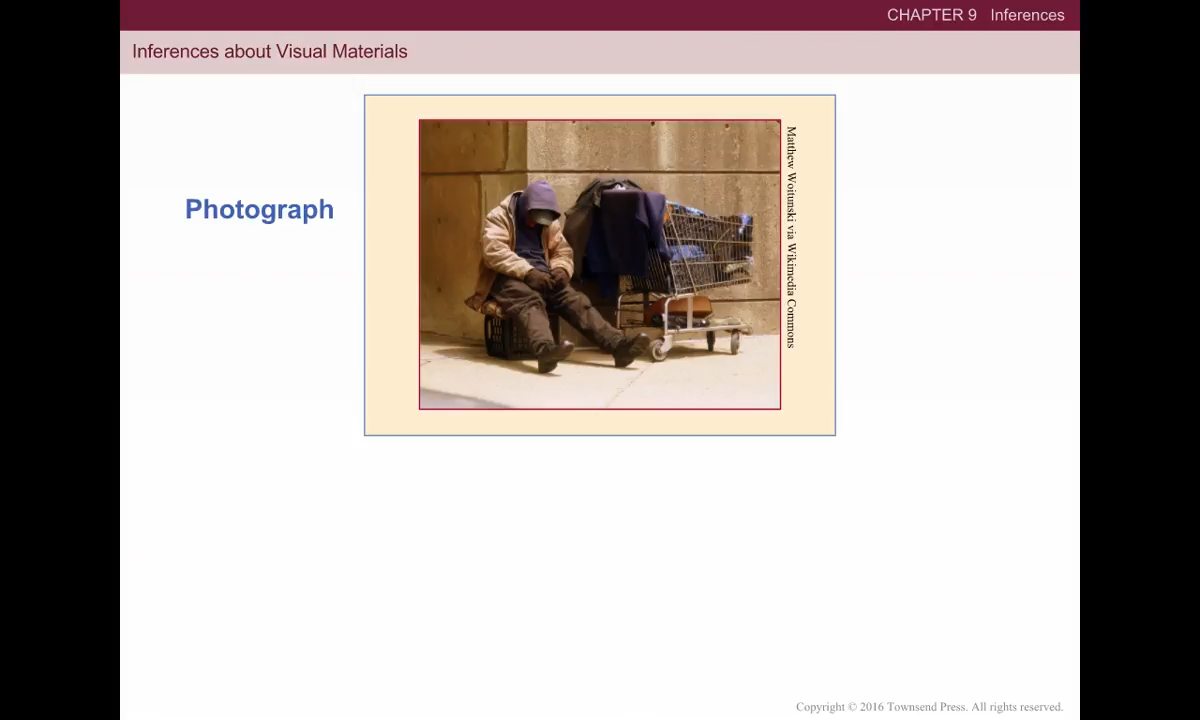 CHAPTER 9 Inferences
Inferences about Visual Materials
Photograph
Matthew Woitunski via Wikimedia Commons
Copyright © 2016 Townsend Press. All rights reserved.